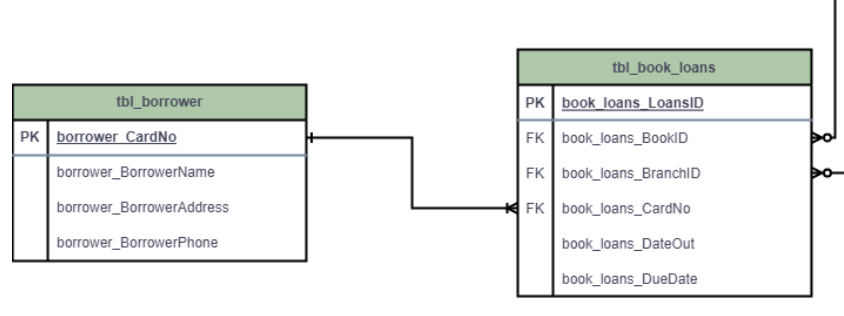 tbl_borrower
PK borrower_CardNo
borrower_BorrowerName
borrower_BorrowerAddress
borrower_BorrowerPhone
tbl_book_loans
PK book_loans_LoansID
FK book_loans_BookID
FK book_loans_BranchID
FK book_loans_CardNo
book_loans_DateOut
book_loans_DueDate